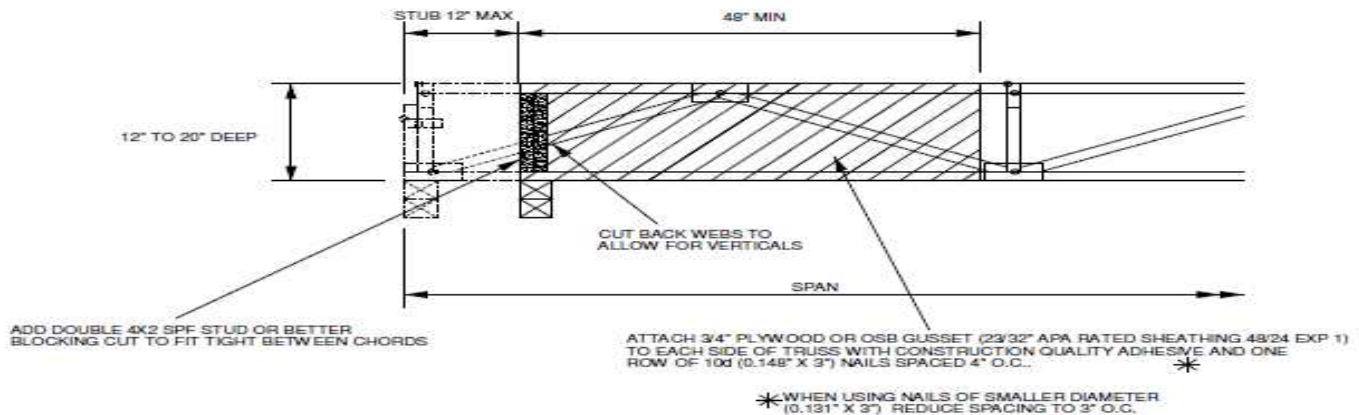 STUB 12" MAX
48" MIN
12" TO 20" DEEP
CUT BACK WEBS TO
ALLOW FOR VERTICALS
SPAN
ADD DOUBLE 4X2 SPF STUD OR BETTER
BLOCKING CUT TO FIT TIGHT BETWEEN CHORDS
ATTACH 3/4" PLYWOOD OR OSB GUSSET (23/32" APA RATED SHEATHING 48/24 EXP 1)
TO EACH SIDE OF TRUSS WITH CONSTRUCTION QUALITY ADHESIVE AND ONE
ROW OF 10d (0.148" X 3") NAILS SPACED 4" O.C.. *
* WHEN USING NAILS OF SMALLER DIAMETER
(0.131" X 3") REDUCE SPACING TO 3" O.C.